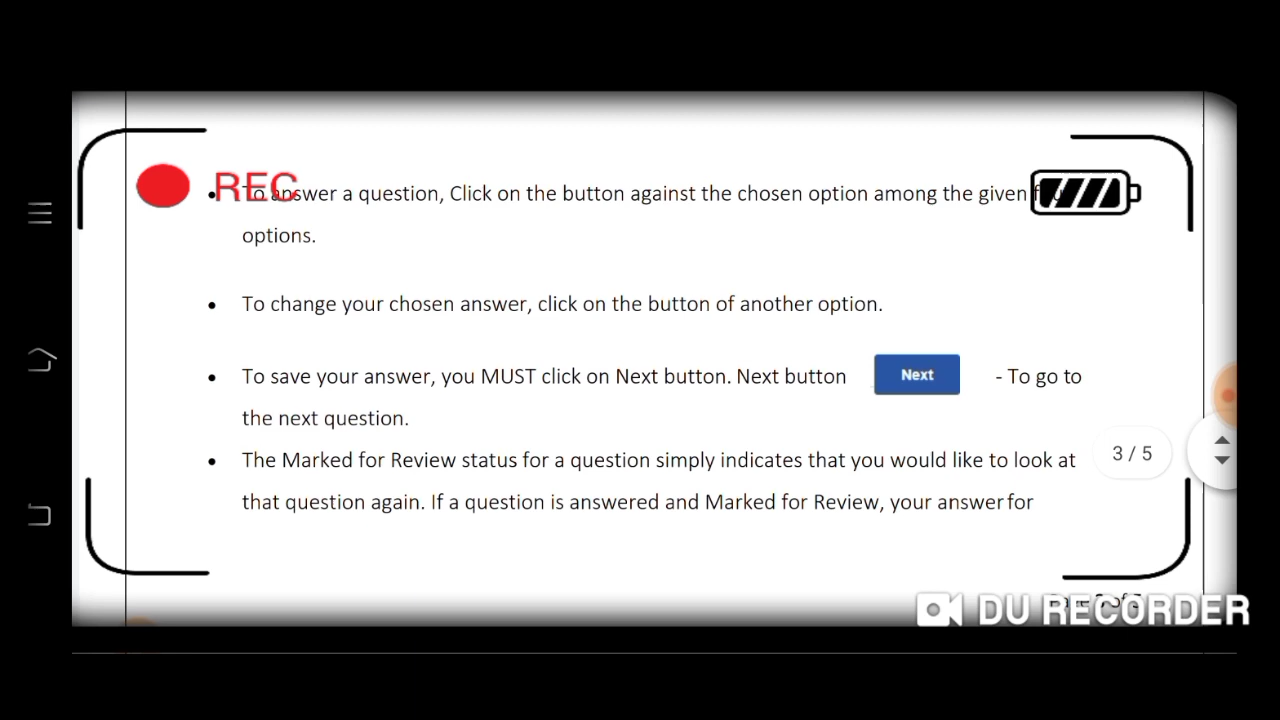 REC
To answer a question, Click on the button against the chosen option among the given
options.
To change your chosen answer, click on the button of another option.
To save your answer, you MUST click on Next button. Next button Next - To go to
the next question.
The Marked for Review status for a question simply indicates that you would like to look at
3 / 5
that question again. If a question is answered and Marked for Review, your answer for
DU RECORDER